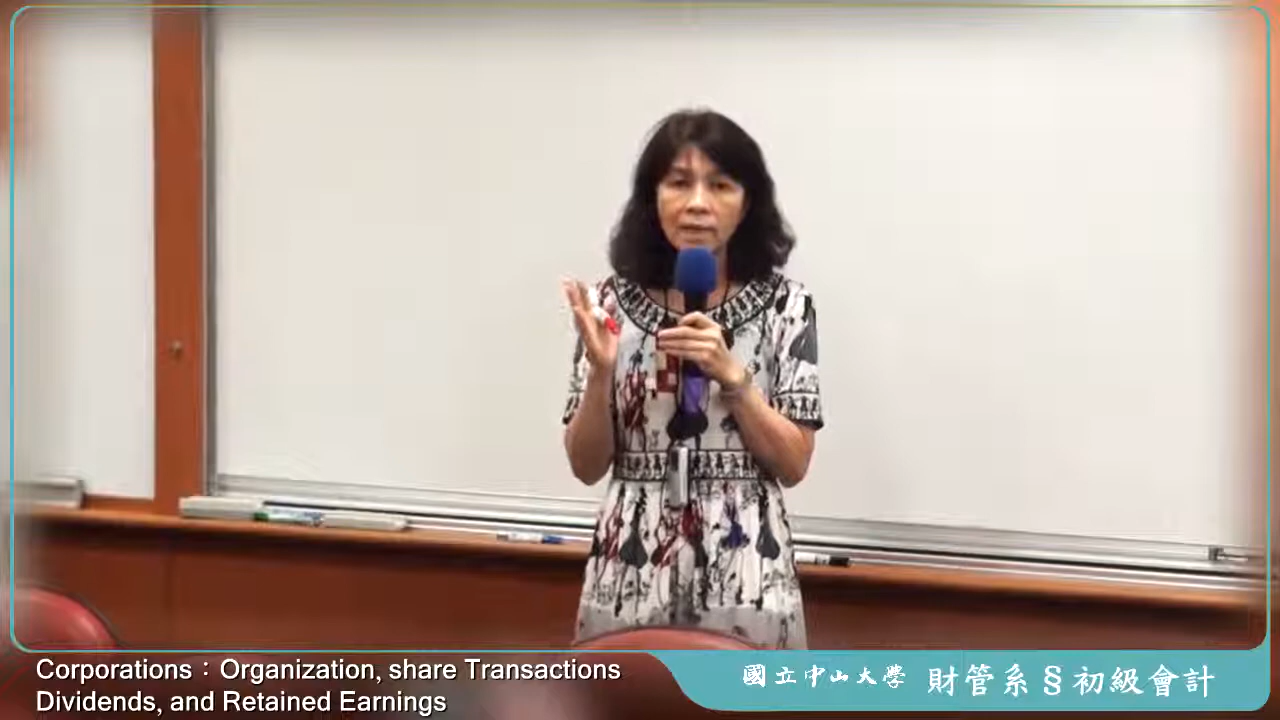 Corporations：Organization, share Transactions
Dividends, and Retained Earnings
國立中山大學 財管系§初級會計